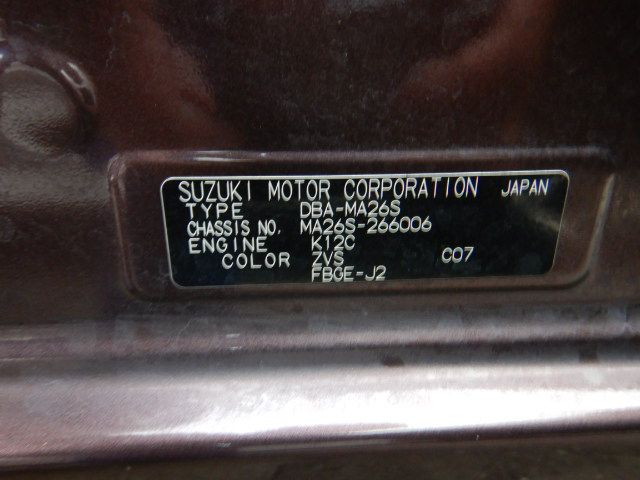 SUZUKI MOTOR CORPORATION JAPAN
TYPE DBA-MA26S
CHASSIS NO. MA26S-266006
ENGINE K12C
COLOR ZVS C07
FBGE-J2